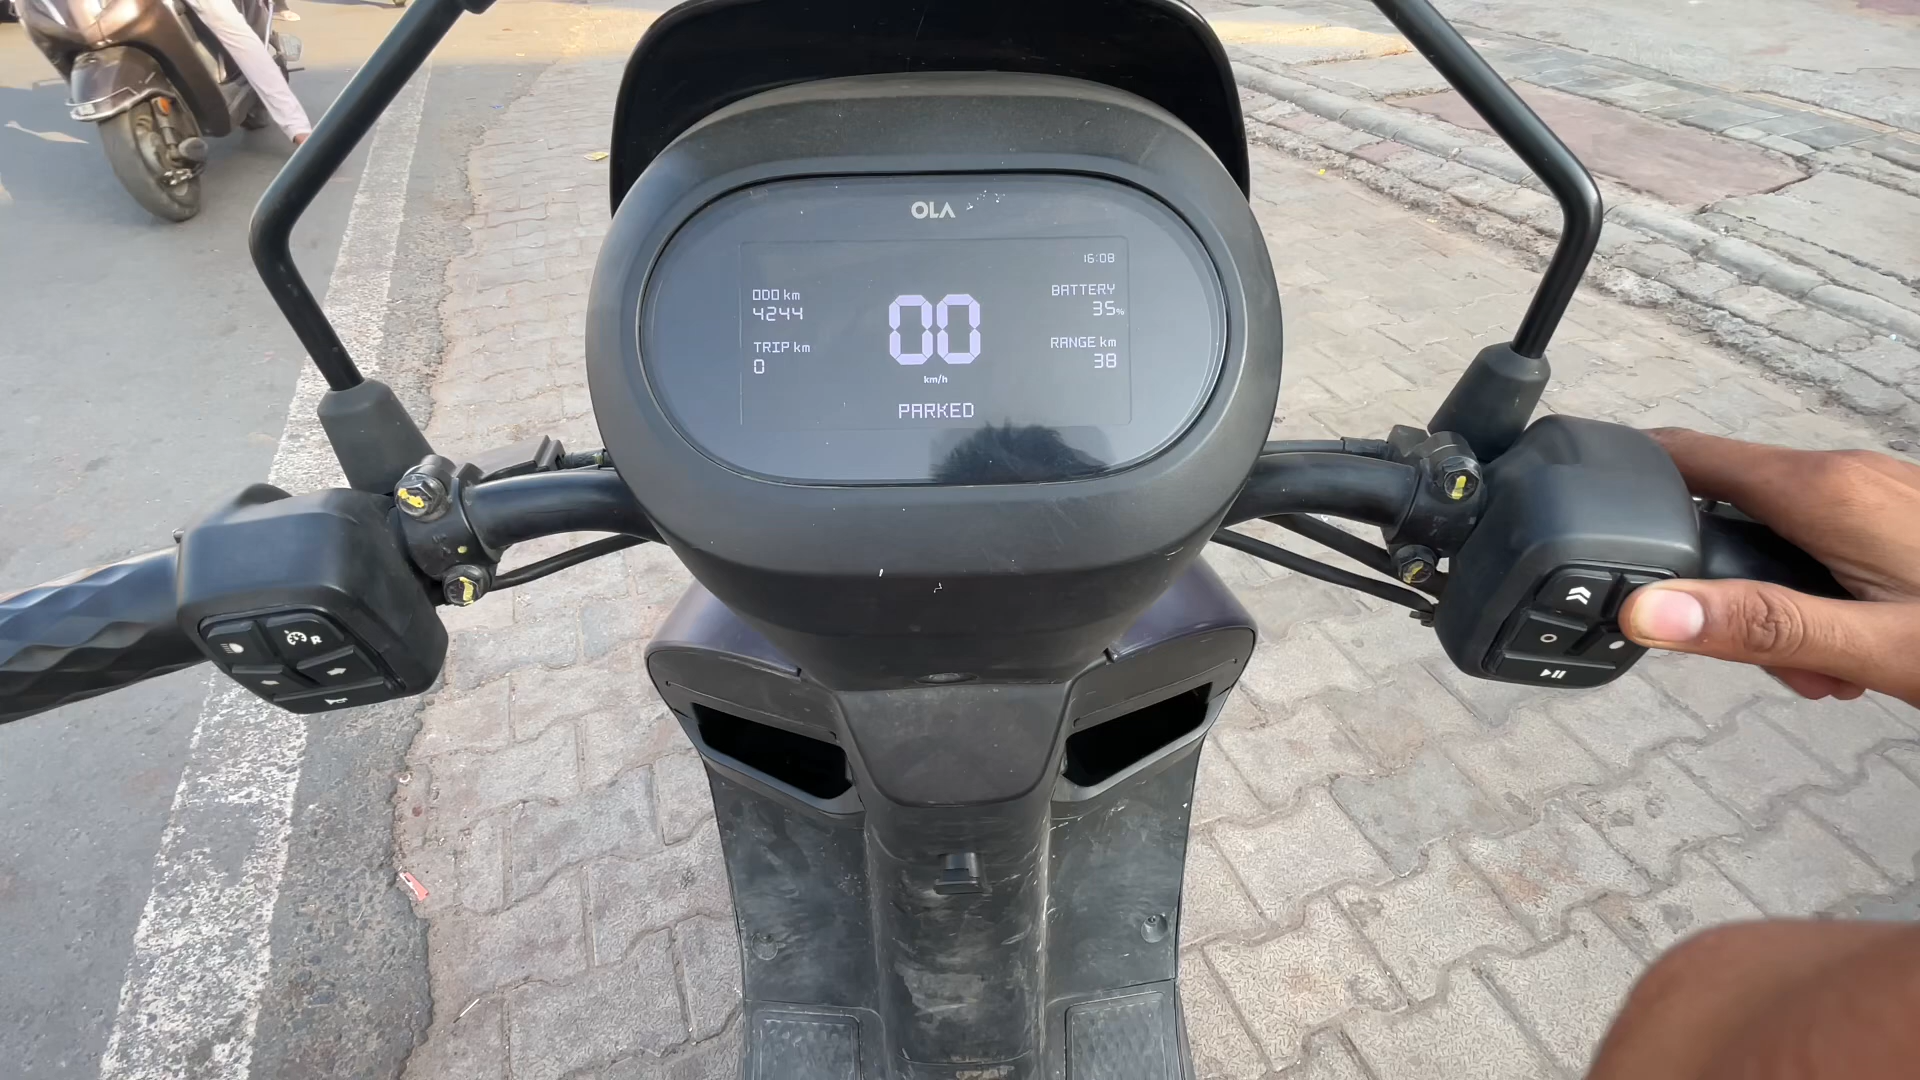 OLA
16:08
ODO km
4244
TRIP km
0
00
km/h
BATTERY
35%
RANGE km
38
PARKED
R